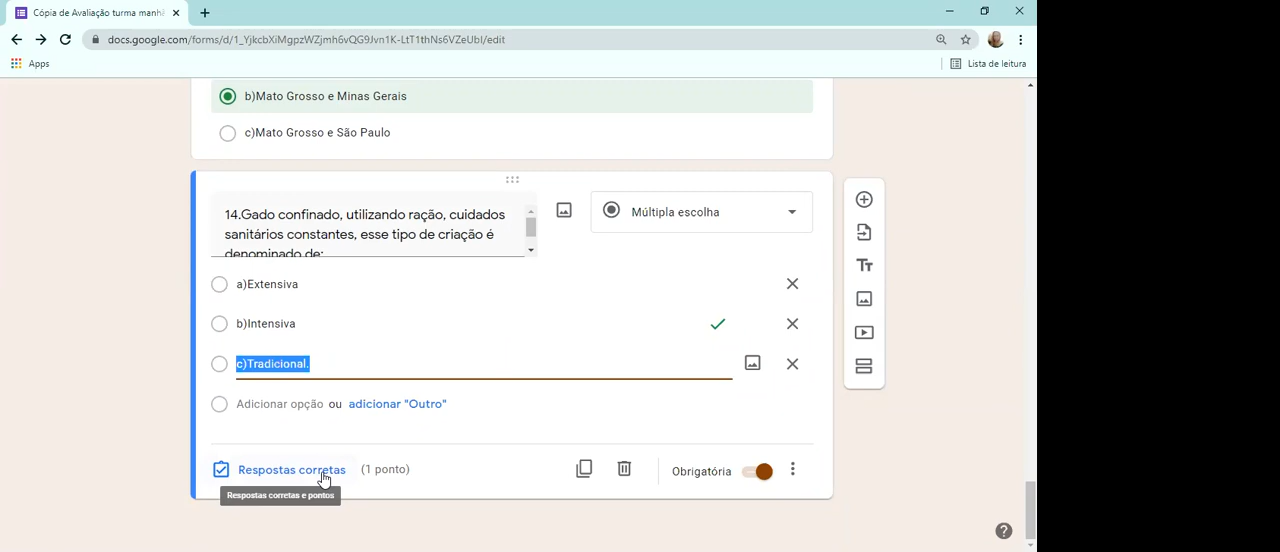 Cópia de Avaliação turma manhã
docs.google.com/forms/d/1_YjkcbXiMgpzWZjmh6vQG9Jvn1K-LtT1thNs6VZeUbI/edit
Apps
Lista de leitura
b)Mato Grosso e Minas Gerais
c)Mato Grosso e São Paulo
14.Gado confinado, utilizando ração, cuidados
sanitários constantes, esse tipo de criação é
denominado de:
Múltipla escolha
a)Extensiva
b)Intensiva
c)Tradicional.
Adicionar opção ou adicionar "Outro"
Respostas corretas (1 ponto)
Obrigatória
Respostas corretas e pontos